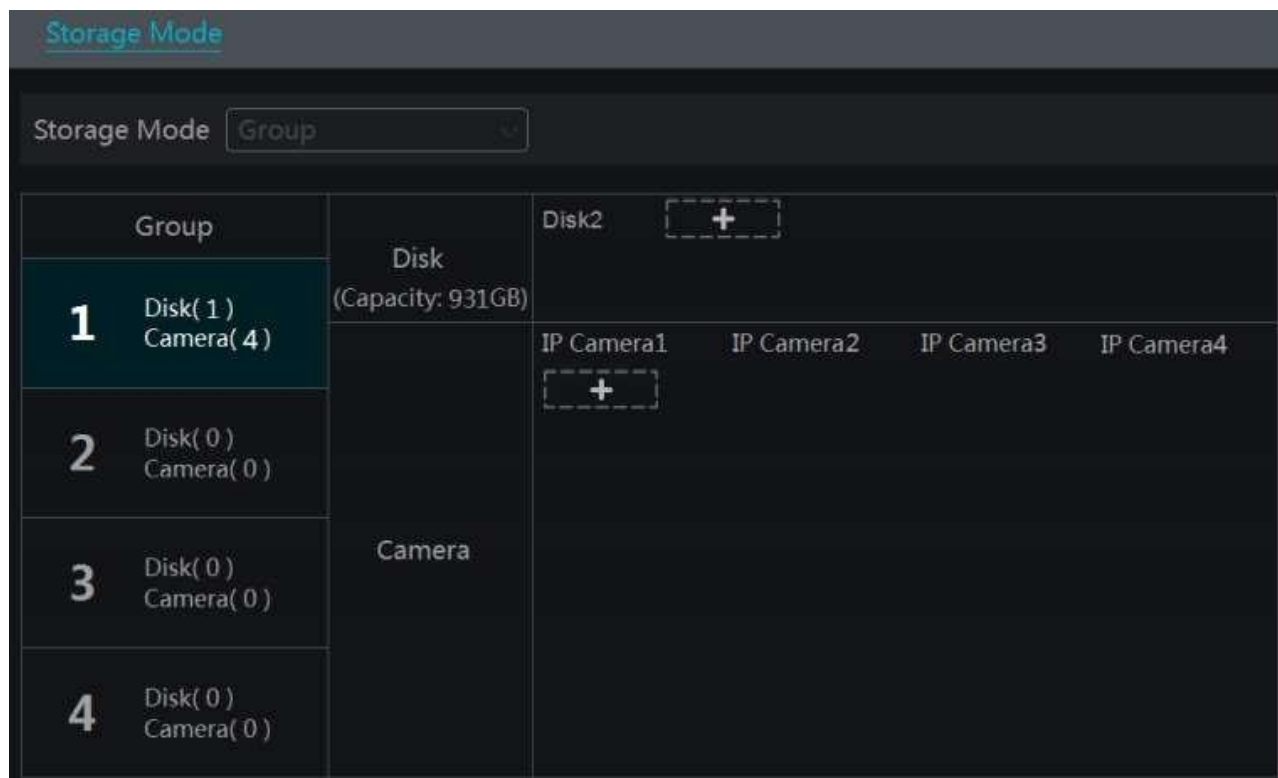 Storage Mode
Storage Mode Group
Group
Disk( 1 )
1
Camera( 4 )
Disk( 0 )
2
Camera( 0 )
Disk( 0 )
3
Camera( 0 )
Disk( 0 )
4
Camera( 0 )
Disk
(Capacity: 931GB)
Disk2 +
Camera
IP Camera1 IP Camera2 IP Camera3 IP Camera4
+